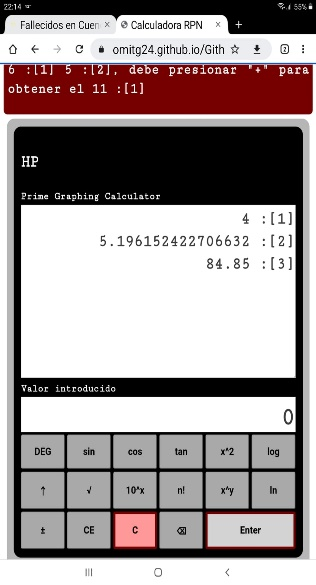 22:14
55%
Fallecidos en Cuen ×
Calculadora RPN × +
omitg24.github.io/Gith
6 :[1] 5 :[2], debe presionar "+" para
obtener el 11 :[1]
HP
Prime Graphing Calculator
4 :[1]
5.196152422706632 :[2]
84.85 :[3]
Valor introducido
0
DEG sin cos tan x^2 log
↑ √ 10^x n! x^y ln
± CE C ⌫ Enter